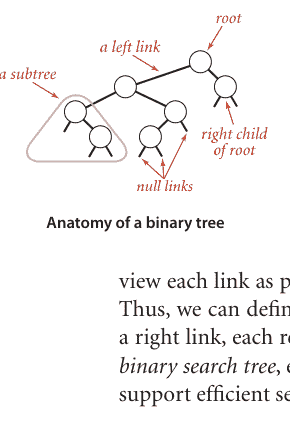 root
a left link
a subtree
right child
of root
null links
Anatomy of a binary tree
view each link as p
Thus, we can defin
a right link, each re
binary search tree, e
support efficient se